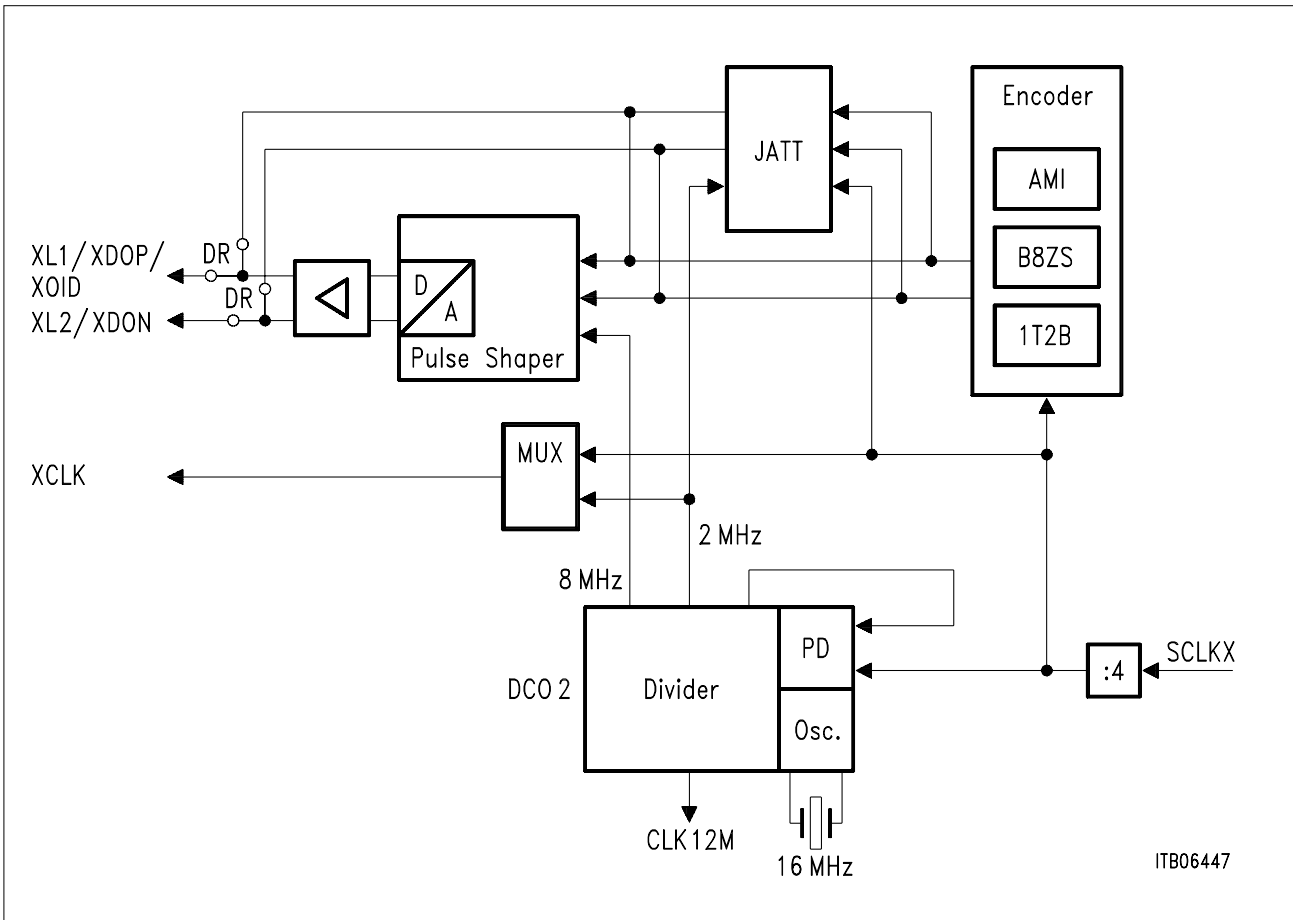 Encoder
JATT
AMI
B8ZS
1T2B
XL1/XDOP/
XOID
DR
DR
XL2/XDON
D
A
Pulse Shaper
MUX
XCLK
2 MHz
8 MHz
DCO 2
Divider
PD
Osc.
:4
SCLKX
CLK12M
16 MHz
ITB06447